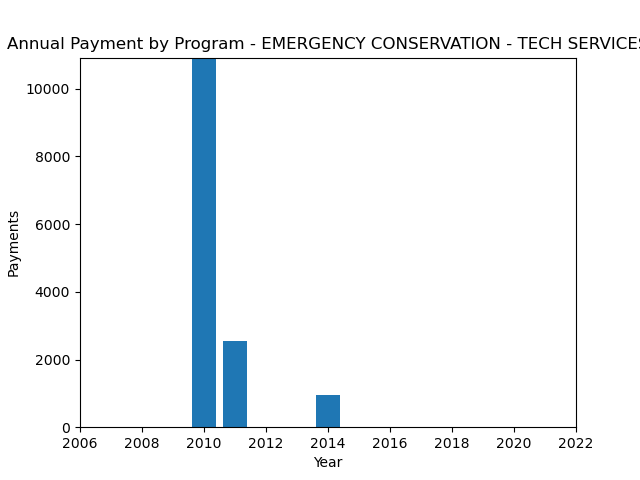 Annual Payment by Program - EMERGENCY CONSERVATION - TECH SERVICES
10000
8000
6000
4000
2000
0
Payments
2006 2008 2010 2012 2014 2016 2018 2020 2022
Year